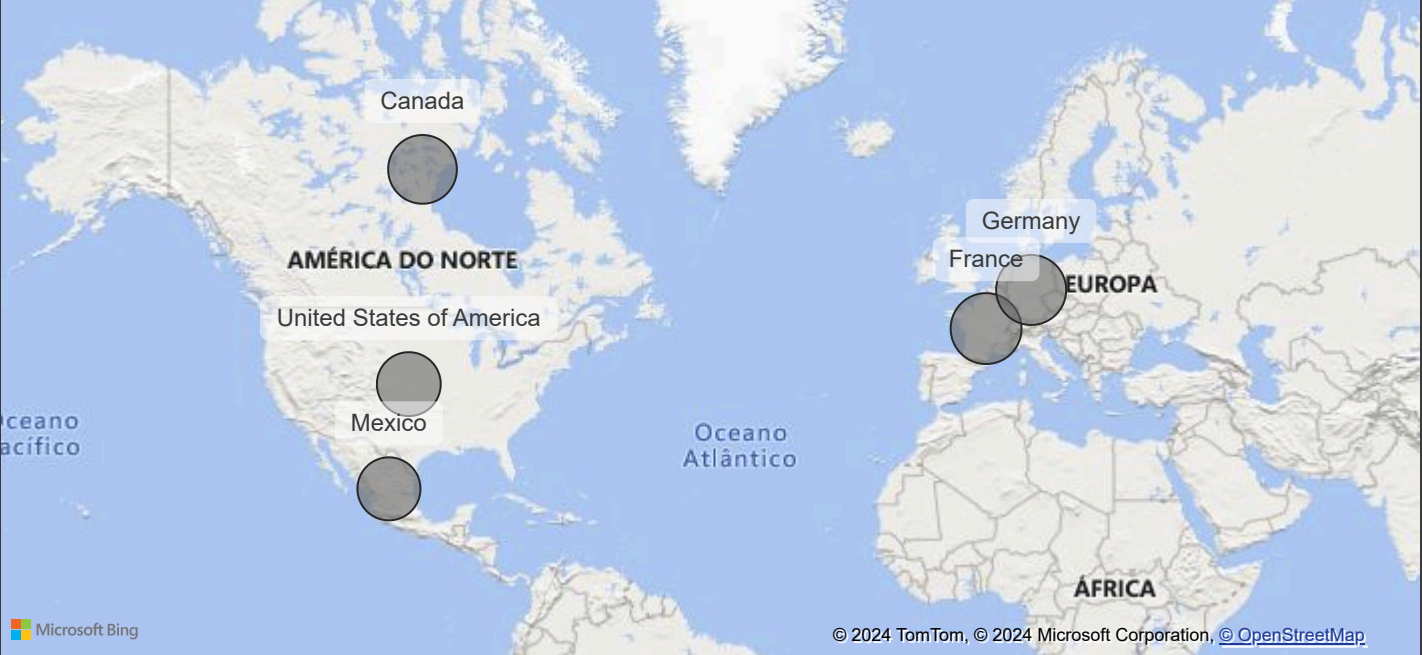 Canada
Germany
AMÉRICA DO NORTE
France
EUROPA
United States of America
Mexico
ceano
acífico
Oceano
Atlântico
ÁFRICA
Microsoft Bing
© 2024 TomTom, © 2024 Microsoft Corporation, © OpenStreetMap